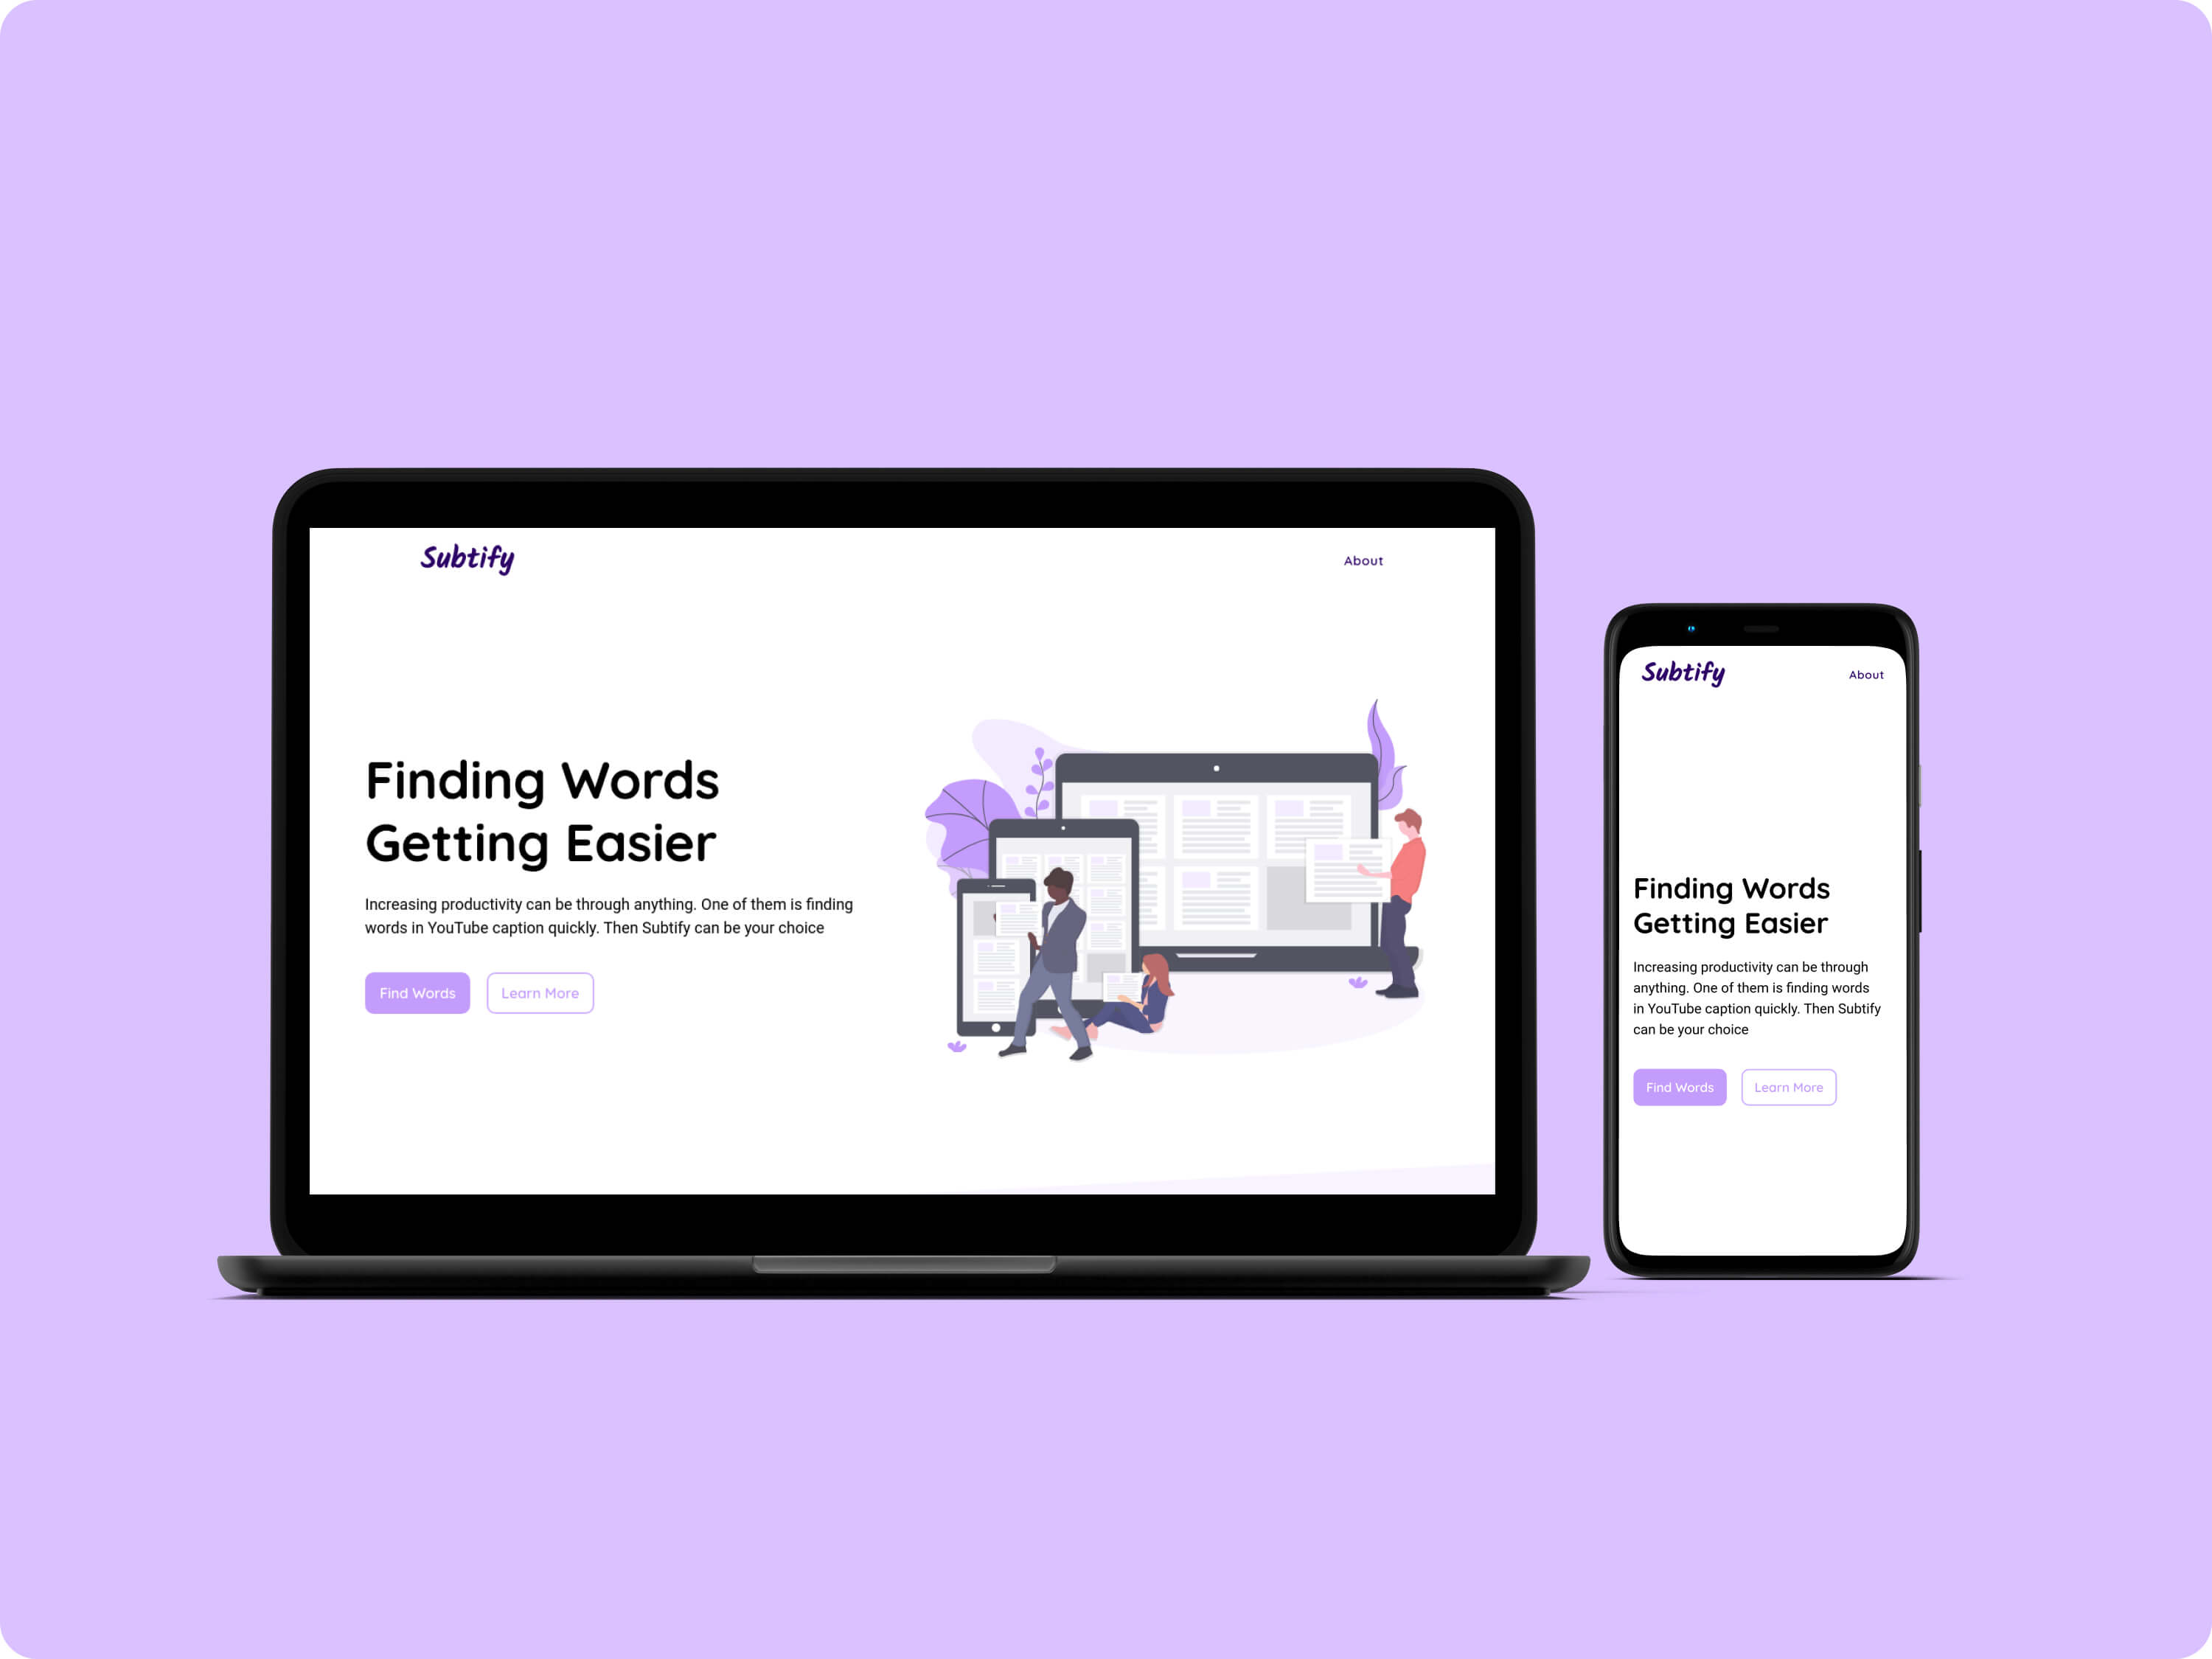 Subtify
About
Finding Words
Getting Easier
Increasing productivity can be through anything. One of them is finding
words in YouTube caption quickly. Then Subtify can be your choice
Find Words
Learn More
Subtify
About
Finding Words
Getting Easier
Increasing productivity can be through
anything. One of them is finding words
in YouTube caption quickly. Then Subtify
can be your choice
Find Words
Learn More